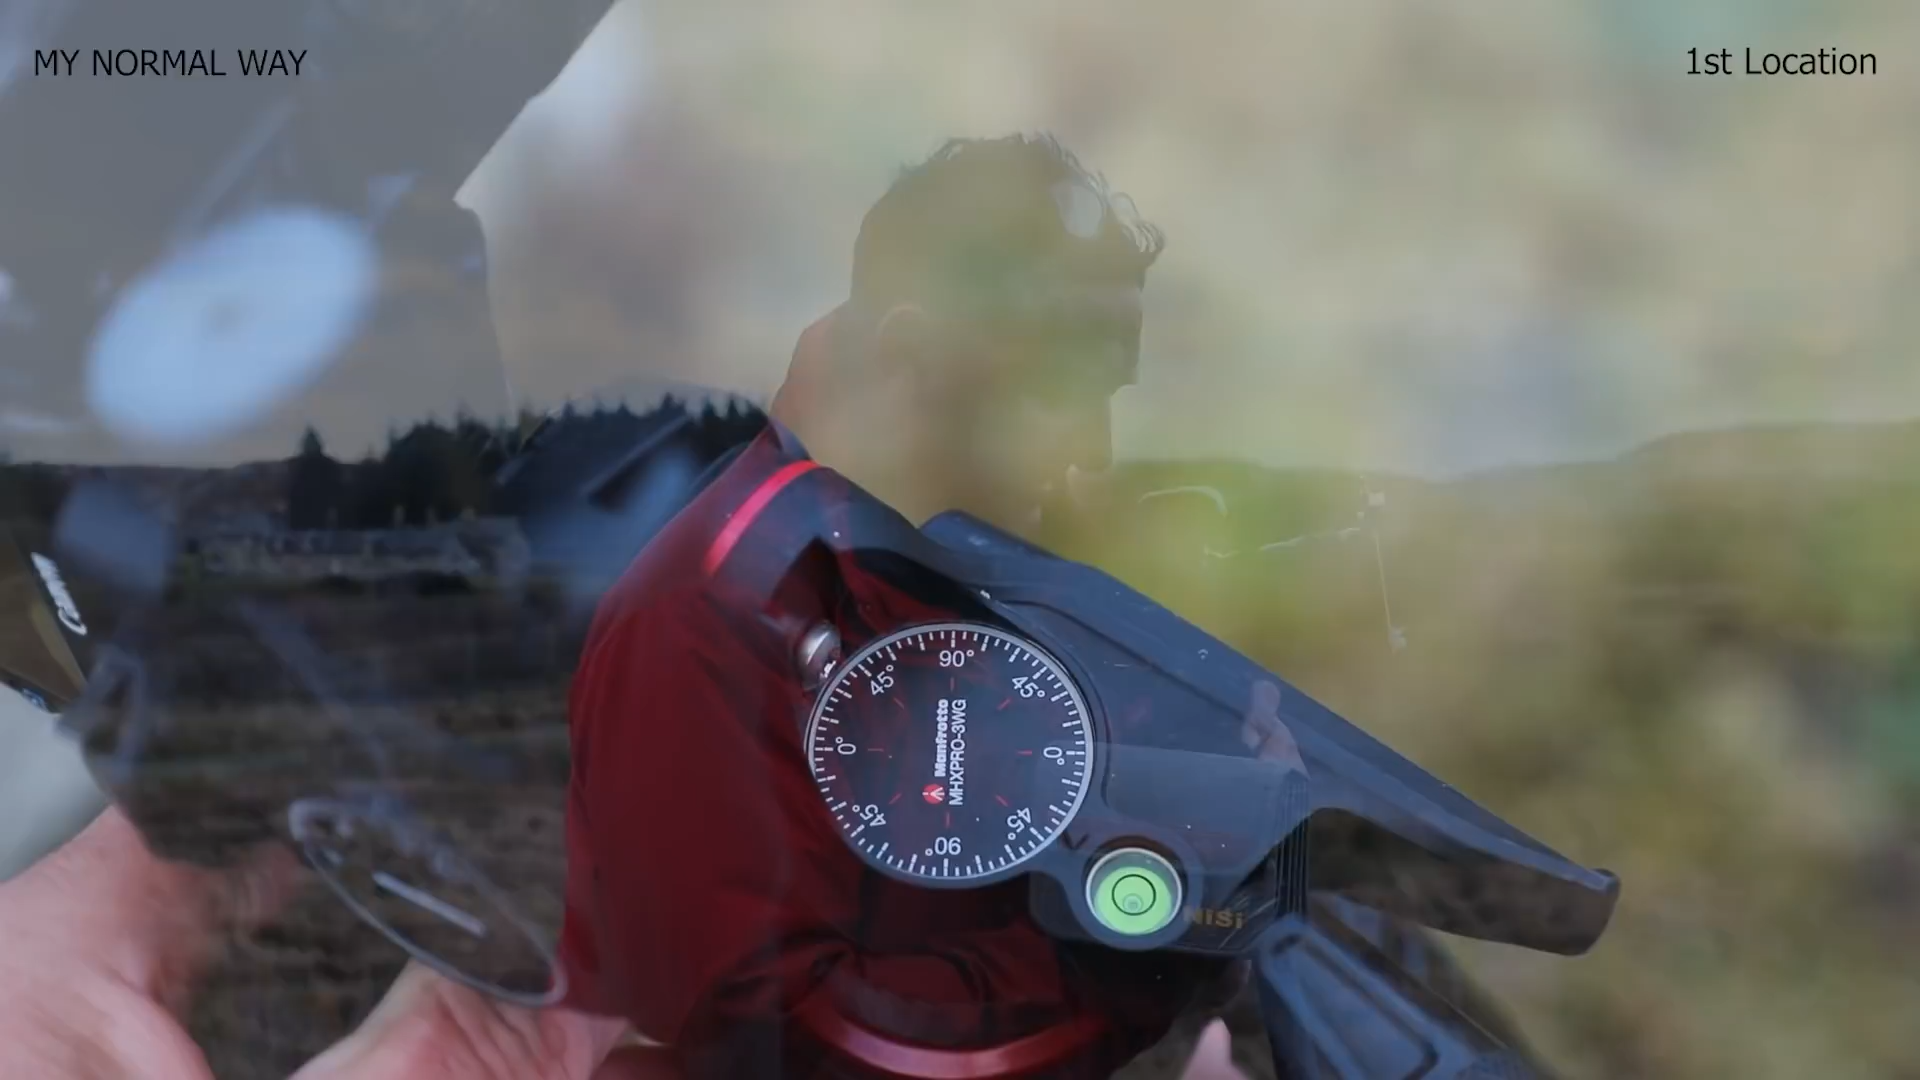 MY NORMAL WAY
1st Location
90°
45°
45°
0°
Manfrotto
MHXPRO-3WG
0°
45°
45°
90°
NiSi